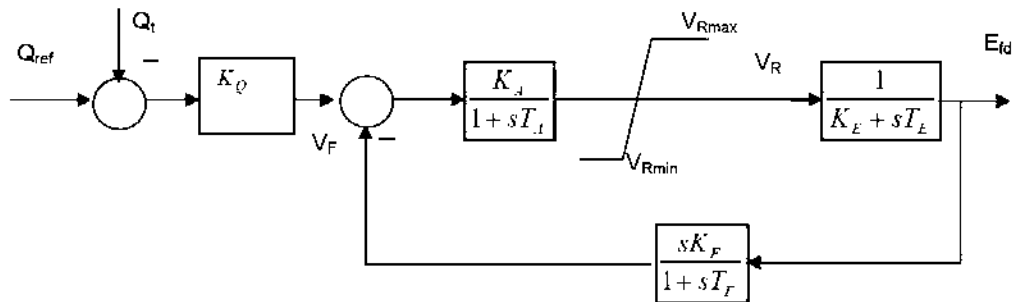 Q_ref
Q_t
−
K_Q
V_F
−
K_A
1 + sT_A
V_Rmax
V_Rmin
V_R
1
K_E + sT_E
E_fd
sK_F
1 + sT_F